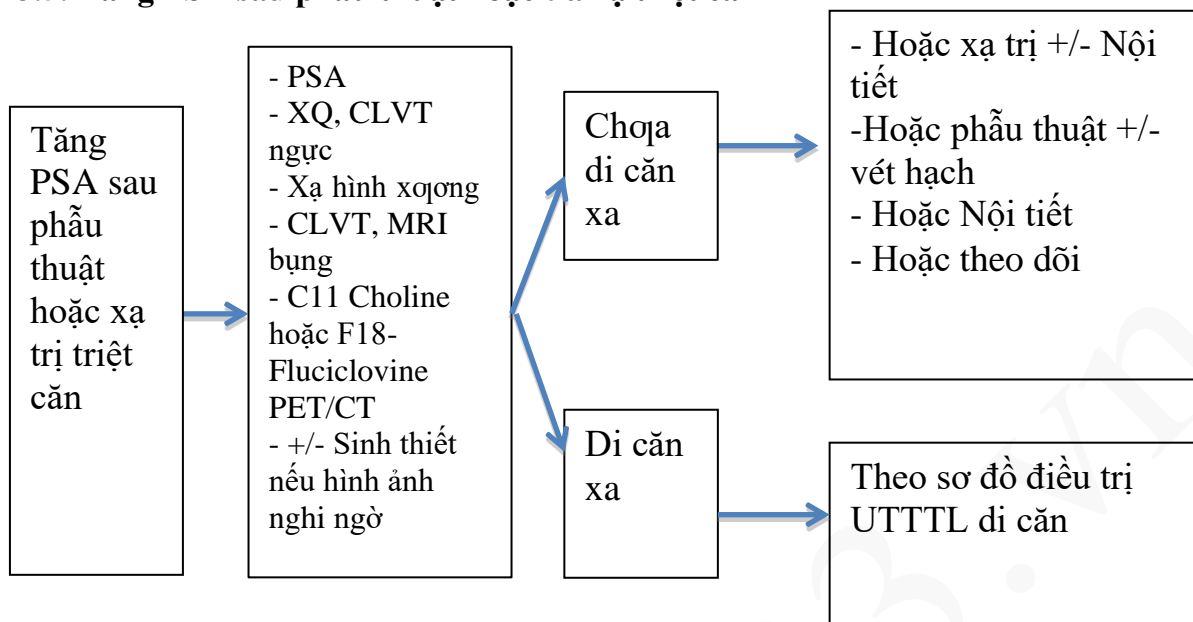 Tăng
PSA sau
phẫu
thuật
hoặc xạ
trị triệt
căn
- PSA
- XQ, CLVT
ngực
- Xạ hình xƣơng
- CLVT, MRI
bụng
- C11 Choline
hoặc F18-
Fluciclovine
PET/CT
- +/- Sinh thiết
nếu hình ảnh
nghi ngờ
Chƣa
di căn
xa
- Hoặc xạ trị +/- Nội
tiết
-Hoặc phẫu thuật +/-
vét hạch
- Hoặc Nội tiết
- Hoặc theo dõi
Di căn
xa
Theo sơ đồ điều trị
UTTTL di căn